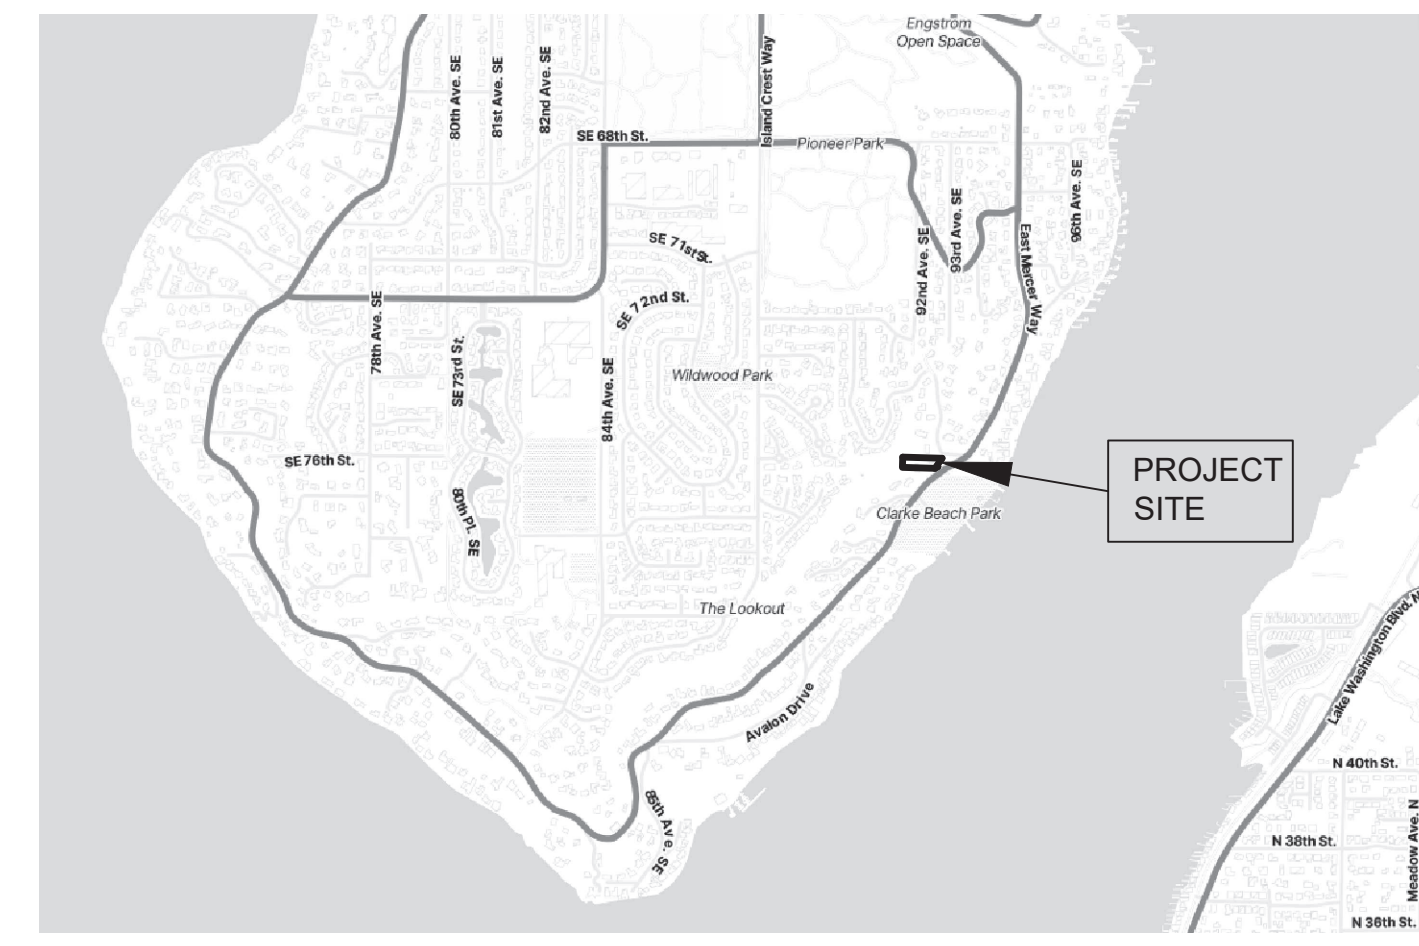 Engstrom
Open Space
80th Ave. SE
81st Ave. SE
82nd Ave. SE
Island Crest Way
SE 68th St.
Pioneer Park
96th Ave. SE
93rd Ave. SE
92nd Ave. SE
East Mercer Way
SE 71st St.
SE 72nd St.
78th Ave. SE
SE 73rd St.
84th Ave. SE
Wildwood Park
SE 76th St.
80th Pl. SE
PROJECT
SITE
Clarke Beach Park
The Lookout
Avalon Drive
85th Ave. SE
Lake Washington Blvd. N
N 40th St.
N 38th St.
Meadow Ave. N
N 36th St.